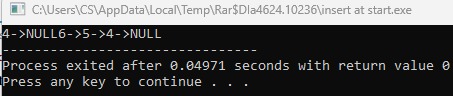 C:\Users\CS\AppData\Local\Temp\Rar$DIa4624.10236\insert at start.exe
4->NULL6->5->4->NULL
--------------------------------
Process exited after 0.04971 seconds with return value 0
Press any key to continue . . .